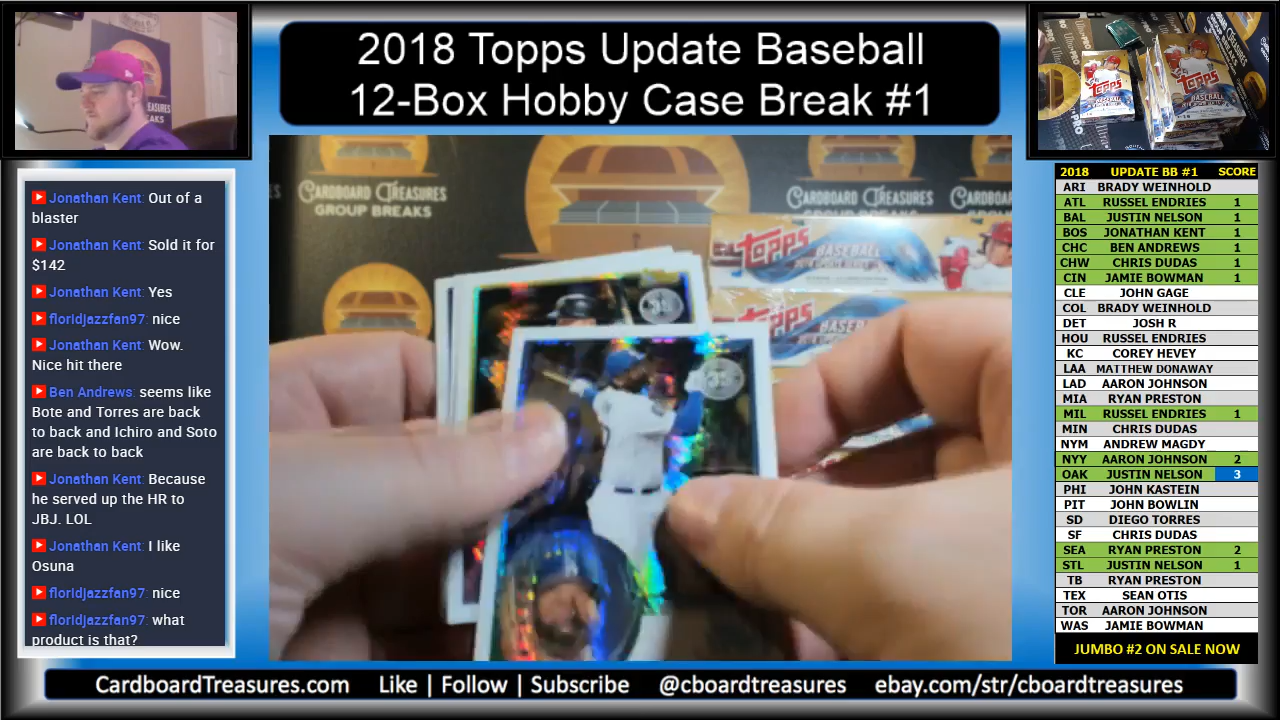 2018 Topps Update Baseball
12-Box Hobby Case Break #1
Jonathan Kent: Out of a
blaster
Jonathan Kent: Sold it for
$142
Jonathan Kent: Yes
floridjazzfan97: nice
Jonathan Kent: Wow.
Nice hit there
Ben Andrews: seems like
Bote and Torres are back
to back and Ichiro and Soto
are back to back
Jonathan Kent: Because
he served up the HR to
JBJ. LOL
Jonathan Kent: I like
Osuna
floridjazzfan97: nice
floridjazzfan97: what
product is that?
CARDBOARD TREASURES
GROUP BREAKS
TOPPS
BASEBALL
TOPPS
35
2018 UPDATE BB #1 SCORE
ARI BRADY WEINHOLD
ATL RUSSEL ENDRIES 1
BAL JUSTIN NELSON 1
BOS JONATHAN KENT 1
CHC BEN ANDREWS 1
CHW CHRIS DUDAS 1
CIN JAMIE BOWMAN 1
CLE JOHN GAGE
COL BRADY WEINHOLD
DET JOSH R
HOU RUSSEL ENDRIES
KC COREY HEVEY
LAA MATTHEW DONAWAY
LAD AARON JOHNSON
MIA RYAN PRESTON
MIL RUSSEL ENDRIES 1
MIN CHRIS DUDAS
NYM ANDREW MAGDY
NYY AARON JOHNSON 2
OAK JUSTIN NELSON 3
PHI JOHN KASTEIN
PIT JOHN BOWLIN
SD DIEGO TORRES
SF CHRIS DUDAS
SEA RYAN PRESTON 2
STL JUSTIN NELSON 1
TB RYAN PRESTON
TEX SEAN OTIS
TOR AARON JOHNSON
WAS JAMIE BOWMAN
JUMBO #2 ON SALE NOW
CardboardTreasures.com Like | Follow | Subscribe @cboardtreasures ebay.com/str/cboardtreasures